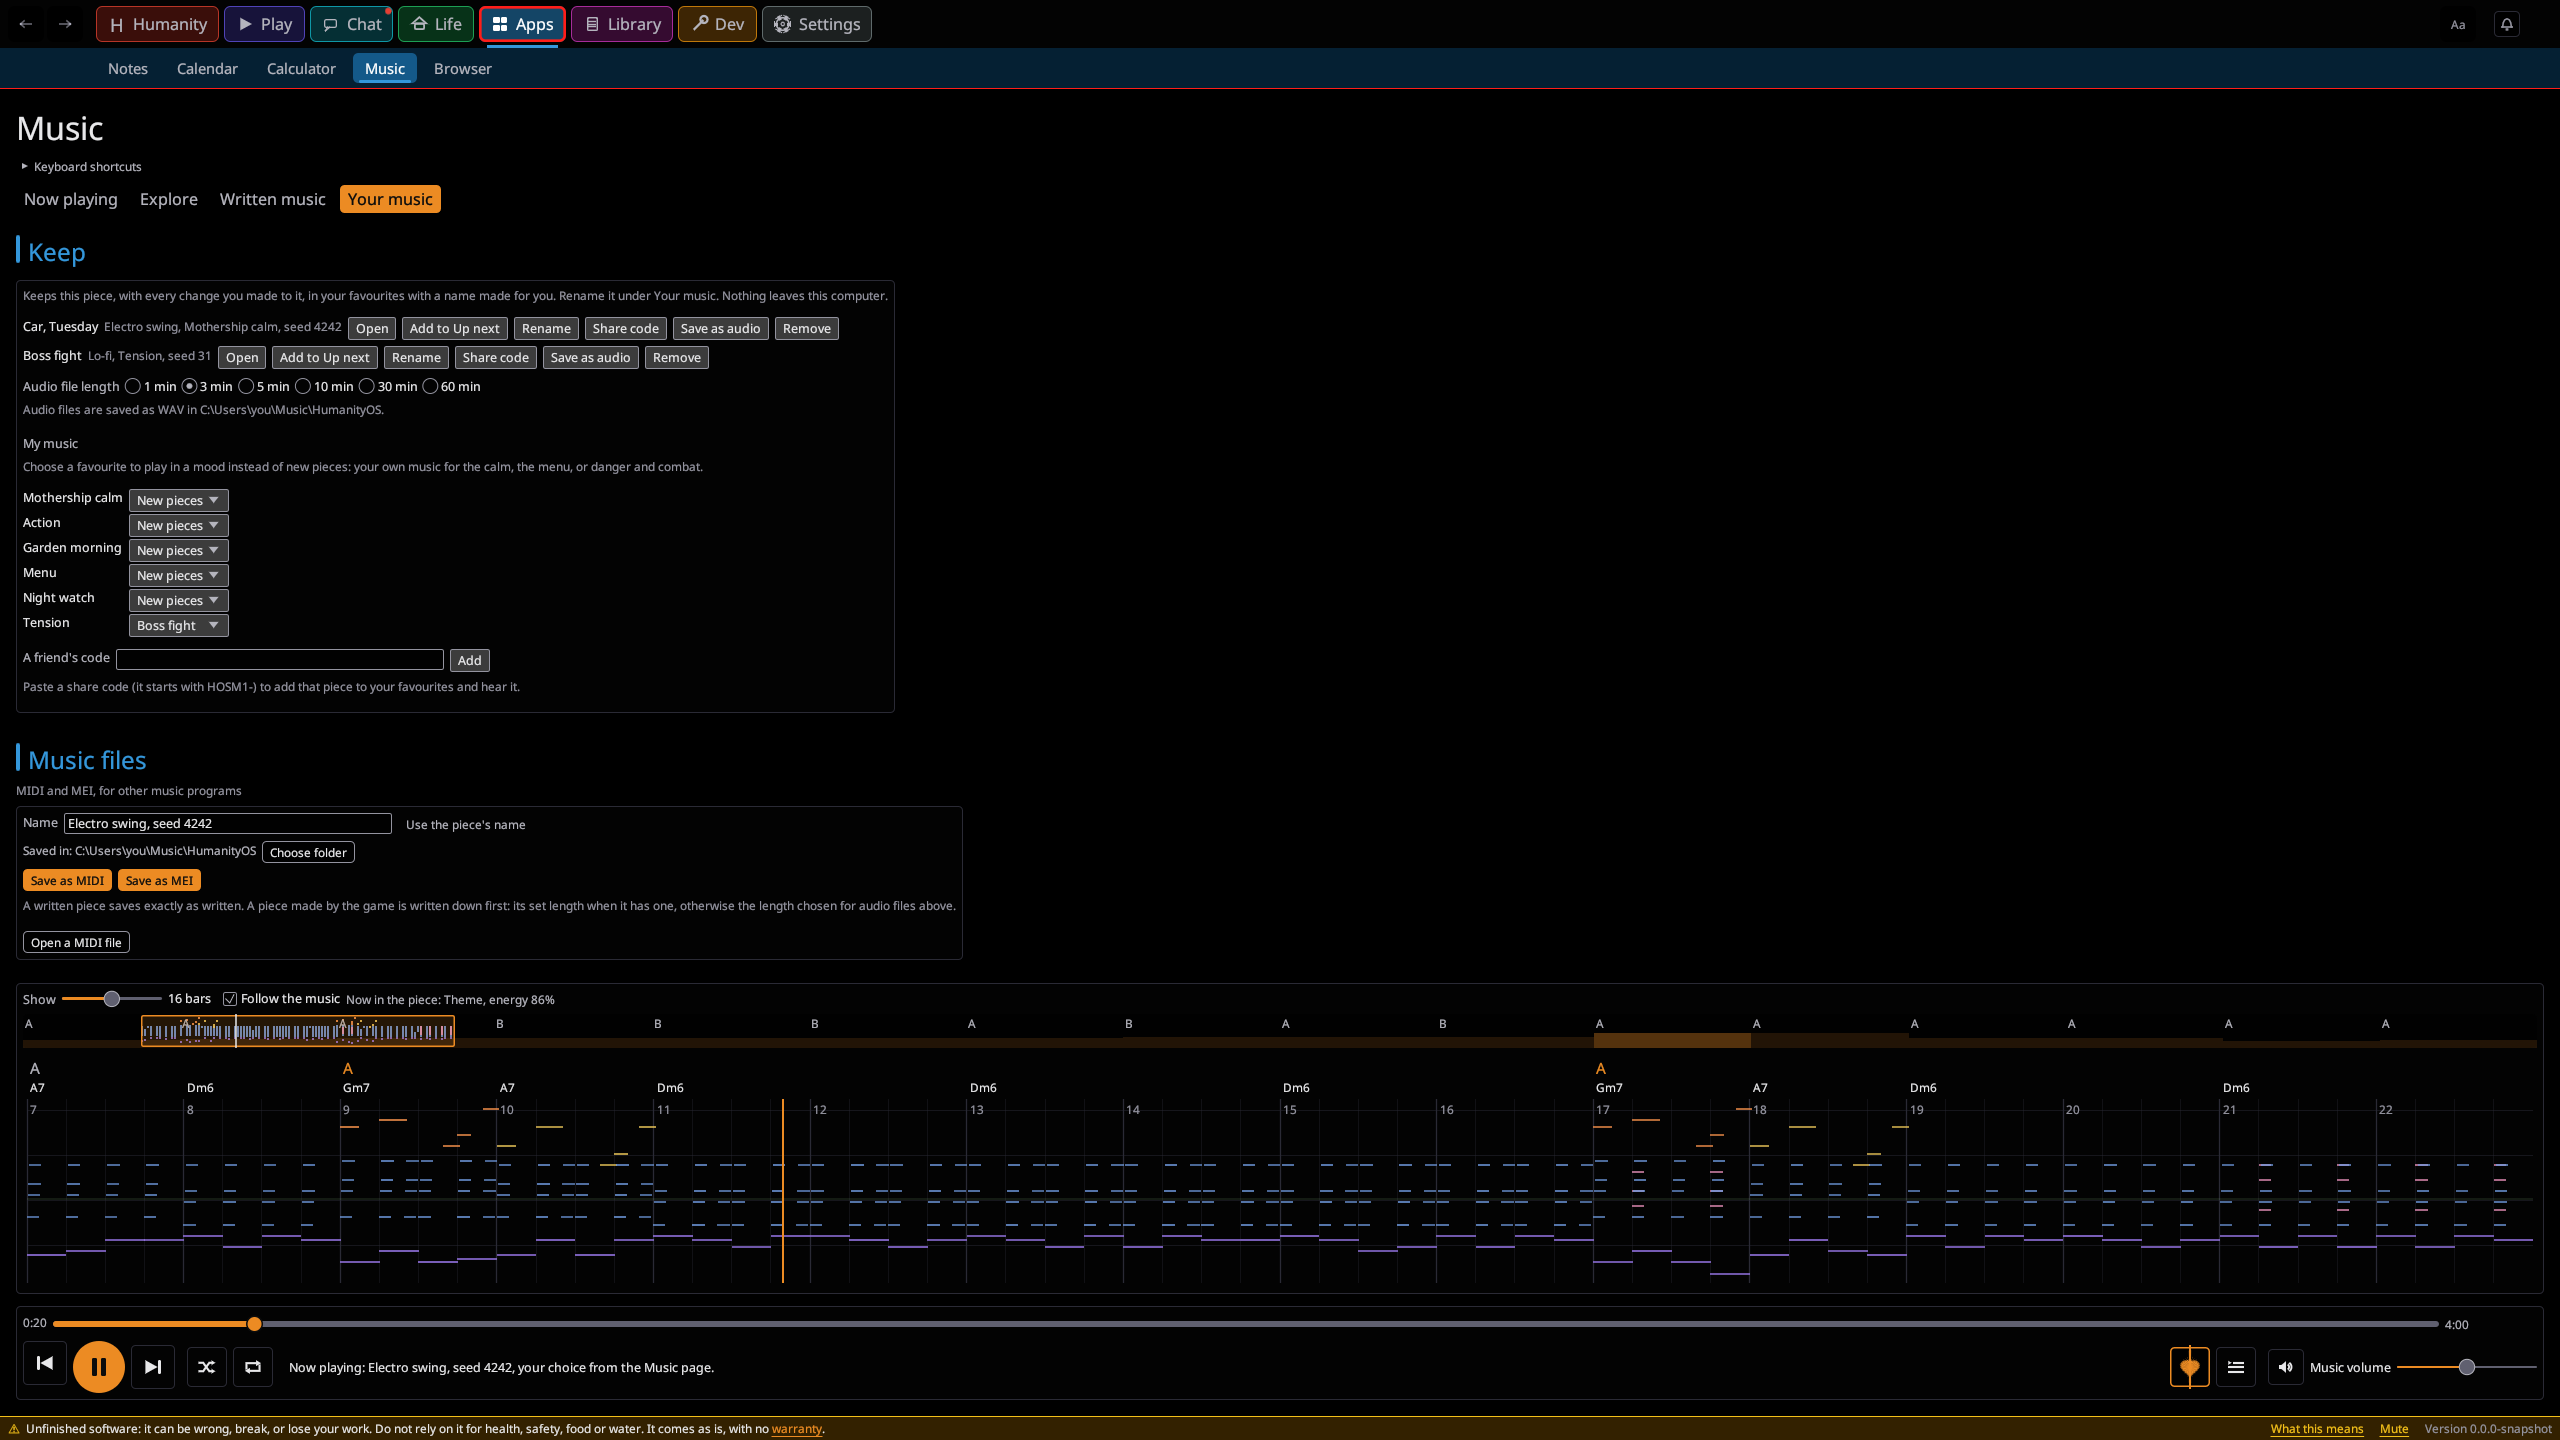 Humanity Play Chat Life Apps Library Dev Settings Aa
Notes Calendar Calculator Music Browser
Music
Keyboard shortcuts
Now playing Explore Written music Your music
Keep
Keeps this piece, with every change you made to it, in your favourites with a name made for you. Rename it under Your music. Nothing leaves this computer.
Car, Tuesday Electro swing, Mothership calm, seed 4242 Open Add to Up next Rename Share code Save as audio Remove
Boss fight Lo-fi, Tension, seed 31 Open Add to Up next Rename Share code Save as audio Remove
Audio file length 1 min 3 min 5 min 10 min 30 min 60 min
Audio files are saved as WAV in C:\Users\you\Music\HumanityOS.
My music
Choose a favourite to play in a mood instead of new pieces: your own music for the calm, the menu, or danger and combat.
Mothership calm New pieces
Action New pieces
Garden morning New pieces
Menu New pieces
Night watch New pieces
Tension Boss fight
A friend's code Add
Paste a share code (it starts with HOSM1-) to add that piece to your favourites and hear it.
Music files
MIDI and MEI, for other music programs
Name Electro swing, seed 4242 Use the piece's name
Saved in: C:\Users\you\Music\HumanityOS Choose folder
Save as MIDI Save as MEI
A written piece saves exactly as written. A piece made by the game is written down first: its set length when it has one, otherwise the length chosen for audio files above.
Open a MIDI file
Show 16 bars Follow the music Now in the piece: Theme, energy 86%
A A A B B B A B A B A A A A A A
A A A
A7 Dm6 Gm7 A7 Dm6 Dm6 Dm6 Gm7 A7 Dm6 Dm6
7 8 9 10 11 12 13 14 15 16 17 18 19 20 21 22
0:20 4:00
Now playing: Electro swing, seed 4242, your choice from the Music page. Music volume
Unfinished software: it can be wrong, break, or lose your work. Do not rely on it for health, safety, food or water. It comes as is, with no warranty. What this means Mute Version 0.0.0-snapshot